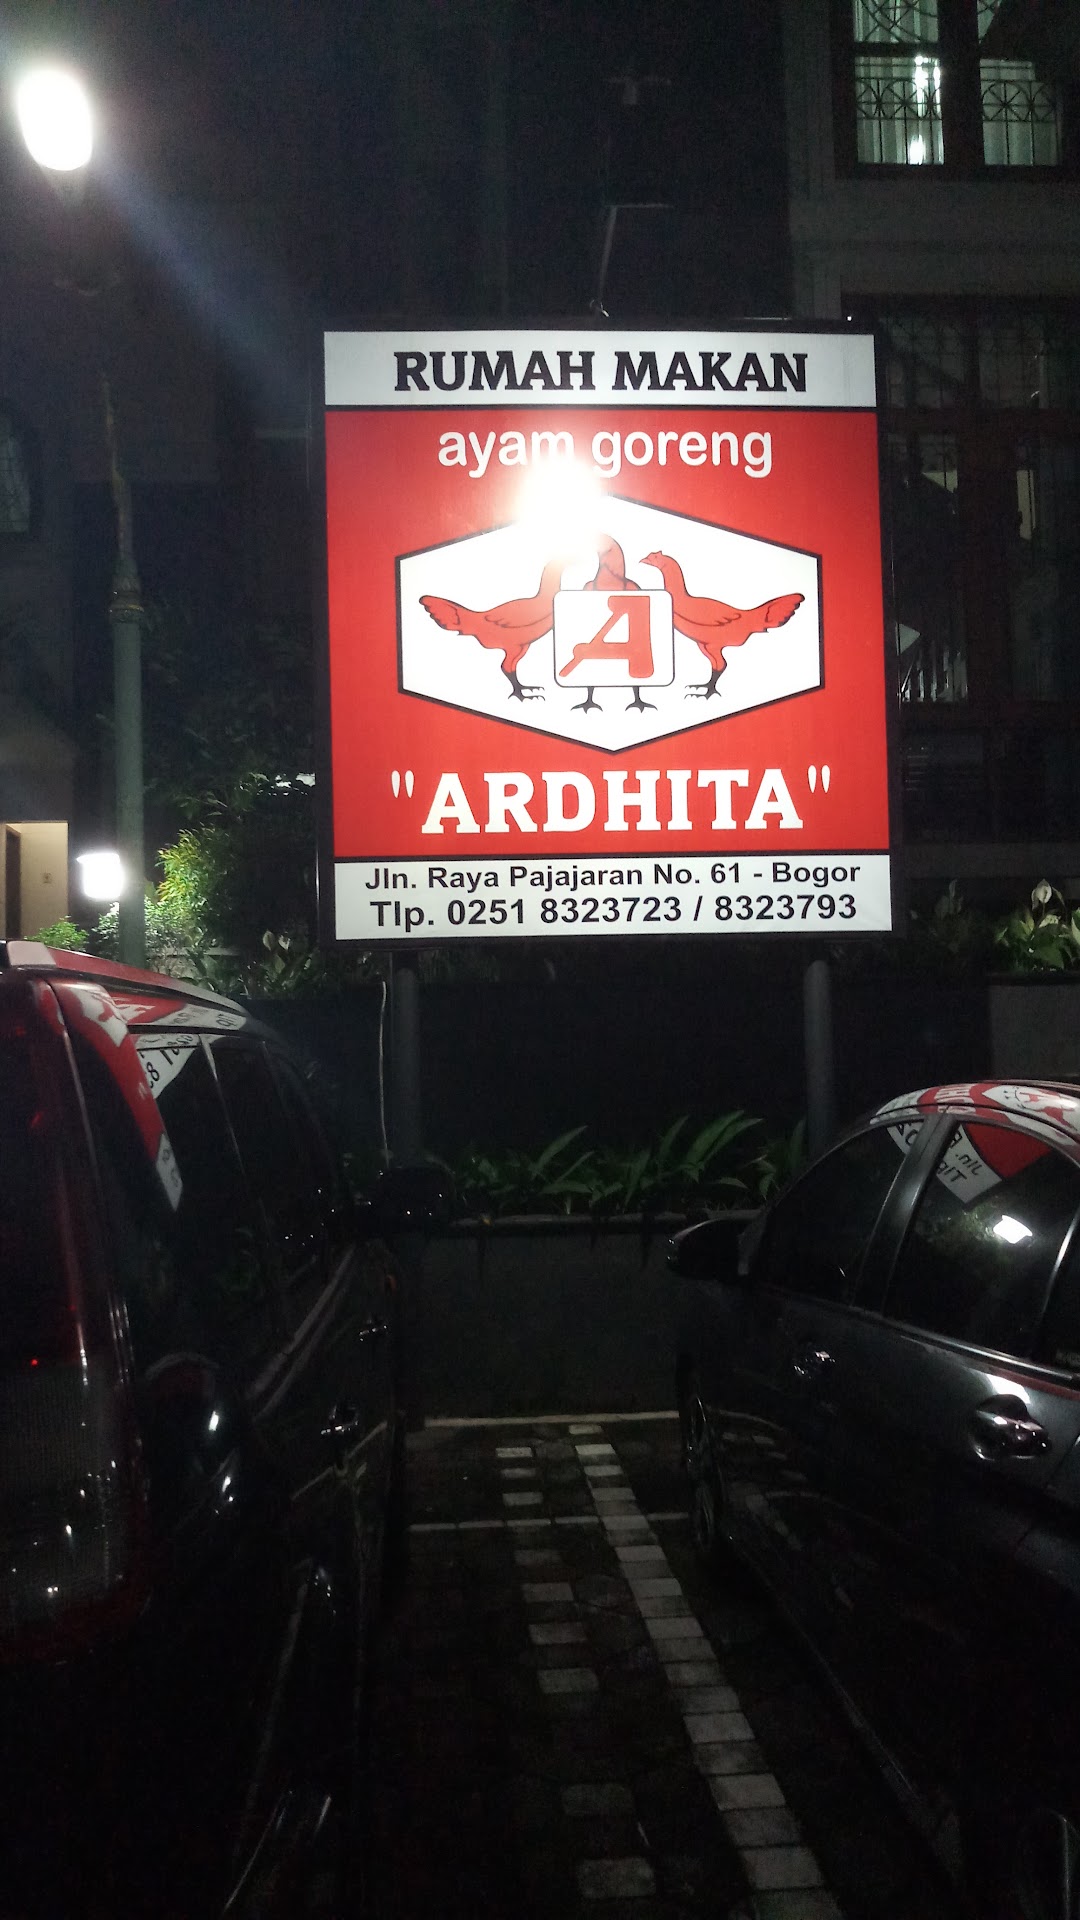 RUMAH MAKAN
ayam goreng
A
"ARDHITA"
Jln. Raya Pajajaran No. 61 - Bogor
Tlp. 0251 8323723 / 8323793